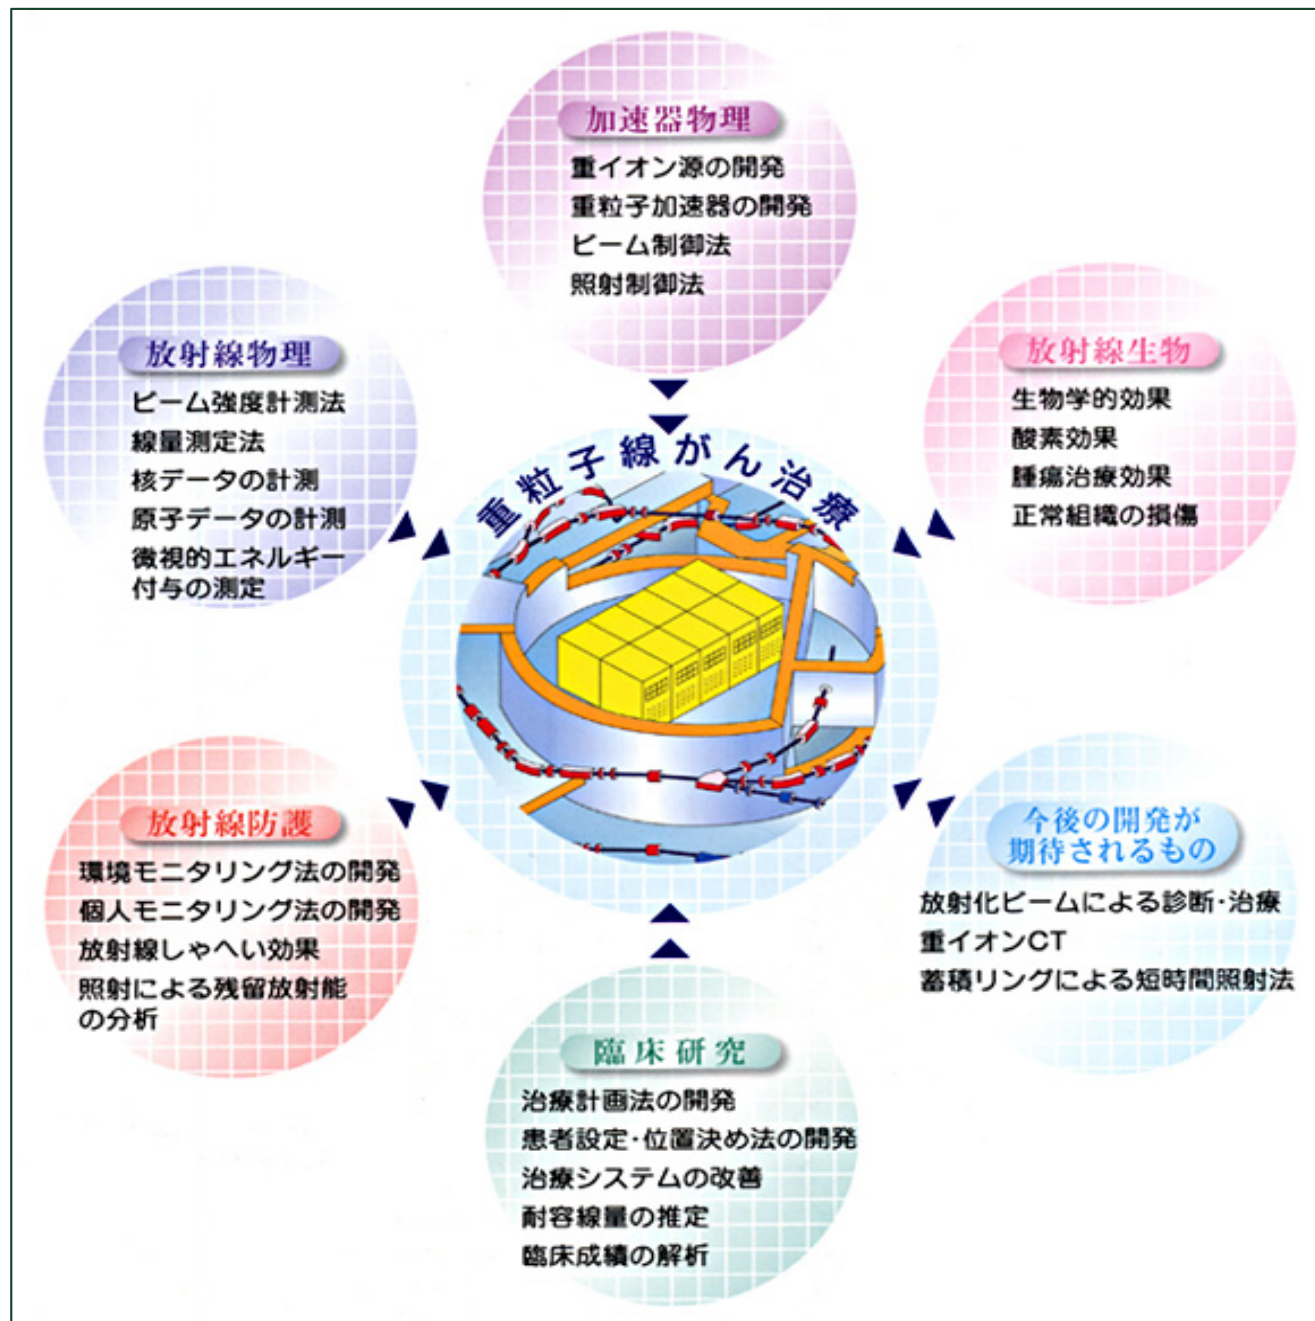 加速器物理
重イオン源の開発
重粒子加速器の開発
ビーム制御法
照射制御法
放射線物理
ビーム強度計測法
線量測定法
核データの計測
原子データの計測
微視的エネルギー
付与の測定
放射線生物
生物学的効果
酸素効果
腫瘍治療効果
正常組織の損傷
重粒子線がん治療
放射線防護
環境モニタリング法の開発
個人モニタリング法の開発
放射線しゃへい効果
照射による残留放射能
の分析
今後の開発が
期待されるもの
放射化ビームによる診断・治療
重イオンCT
蓄積リングによる短時間照射法
臨床研究
治療計画法の開発
患者設定・位置決め法の開発
治療システムの改善
耐容線量の推定
臨床成績の解析